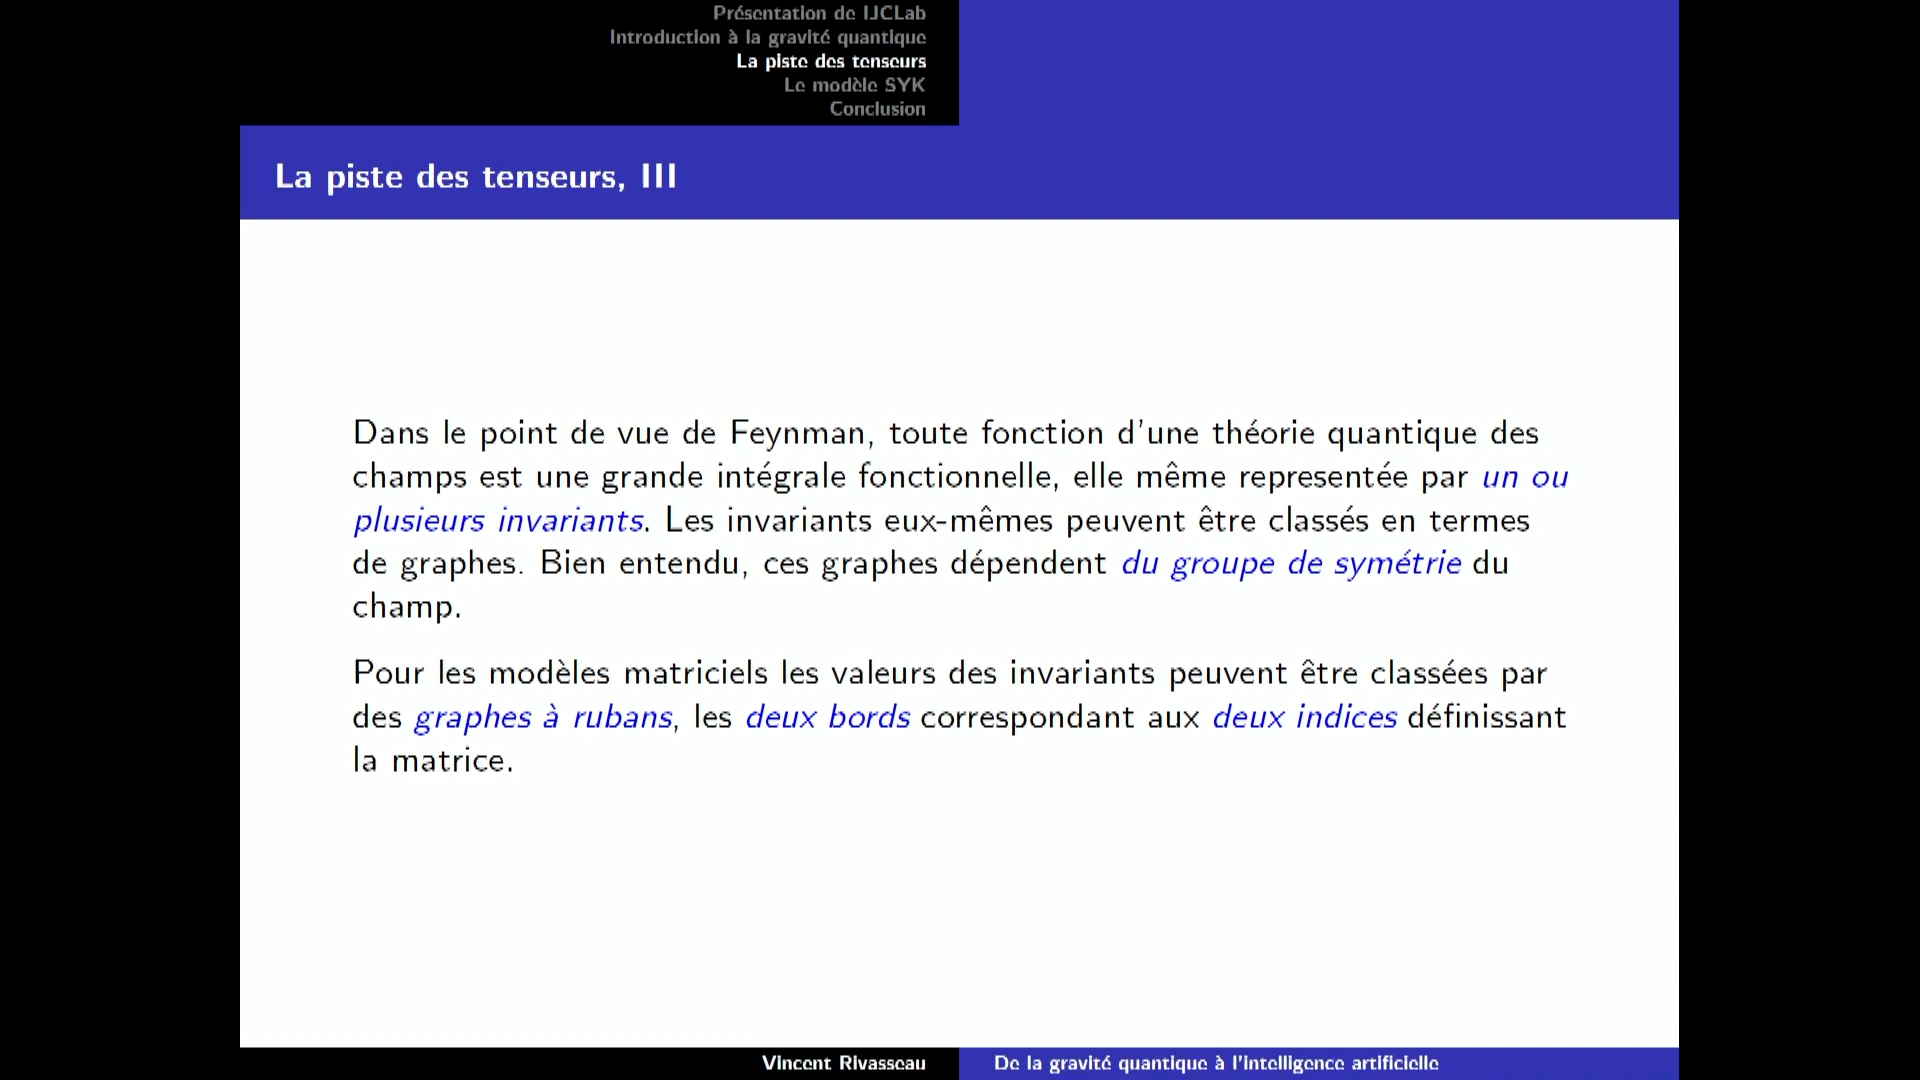 Présentation de IJCLab
Introduction à la gravité quantique
La piste des tenseurs
Le modèle SYK
Conclusion
La piste des tenseurs, III
Dans le point de vue de Feynman, toute fonction d'une théorie quantique des
champs est une grande intégrale fonctionnelle, elle même representée par un ou
plusieurs invariants. Les invariants eux-mêmes peuvent être classés en termes
de graphes. Bien entendu, ces graphes dépendent du groupe de symétrie du
champ.
Pour les modèles matriciels les valeurs des invariants peuvent être classées par
des graphes à rubans, les deux bords correspondant aux deux indices définissant
la matrice.
Vincent Rivasseau
De la gravité quantique à l'intelligence artificielle